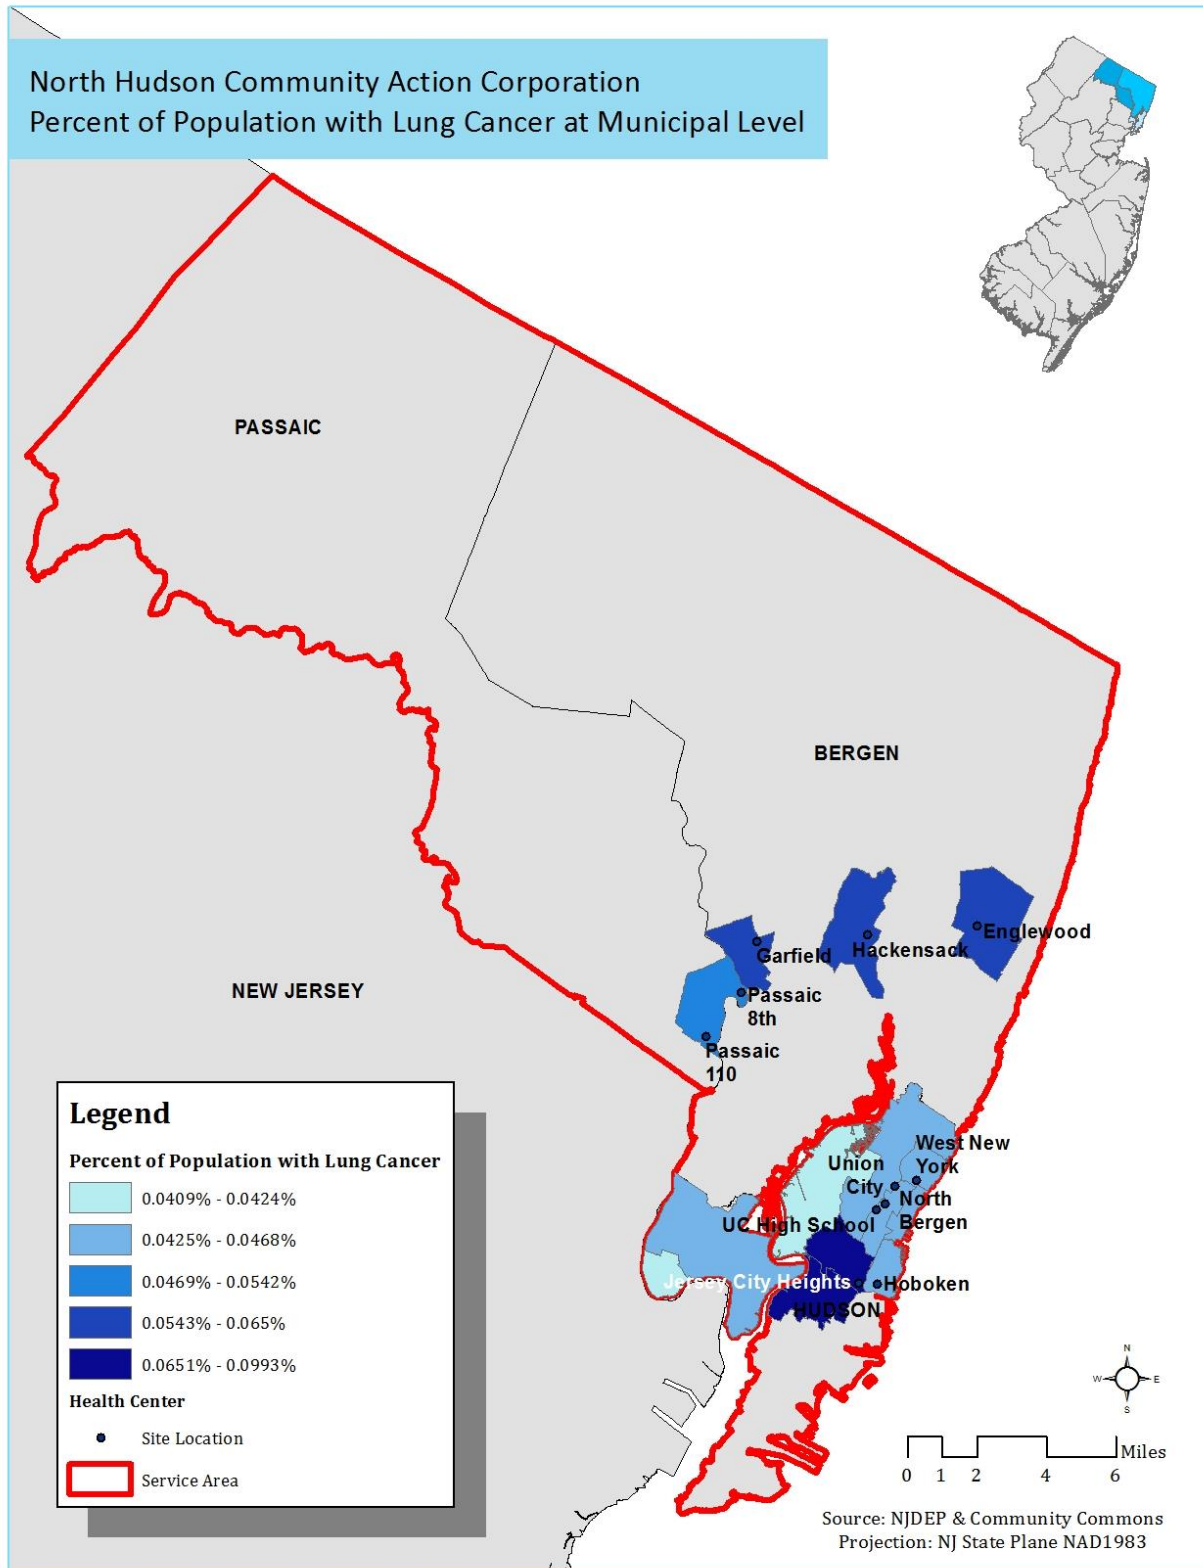 North Hudson Community Action Corporation
Percent of Population with Lung Cancer at Municipal Level
PASSAIC
BERGEN
Englewood
Hackensack
Garfield
NEW JERSEY
Passaic
8th
Passaic
110
West New
York
Union
City
North
Bergen
UC High School
Jersey City Heights
Hoboken
HUDSON
Legend
Percent of Population with Lung Cancer
0.0409% - 0.0424%
0.0425% - 0.0468%
0.0469% - 0.0542%
0.0543% - 0.065%
0.0651% - 0.0993%
Health Center
Site Location
Service Area
N
W E
S
Miles
0 1 2 4 6
Source: NJDEP & Community Commons
Projection: NJ State Plane NAD1983